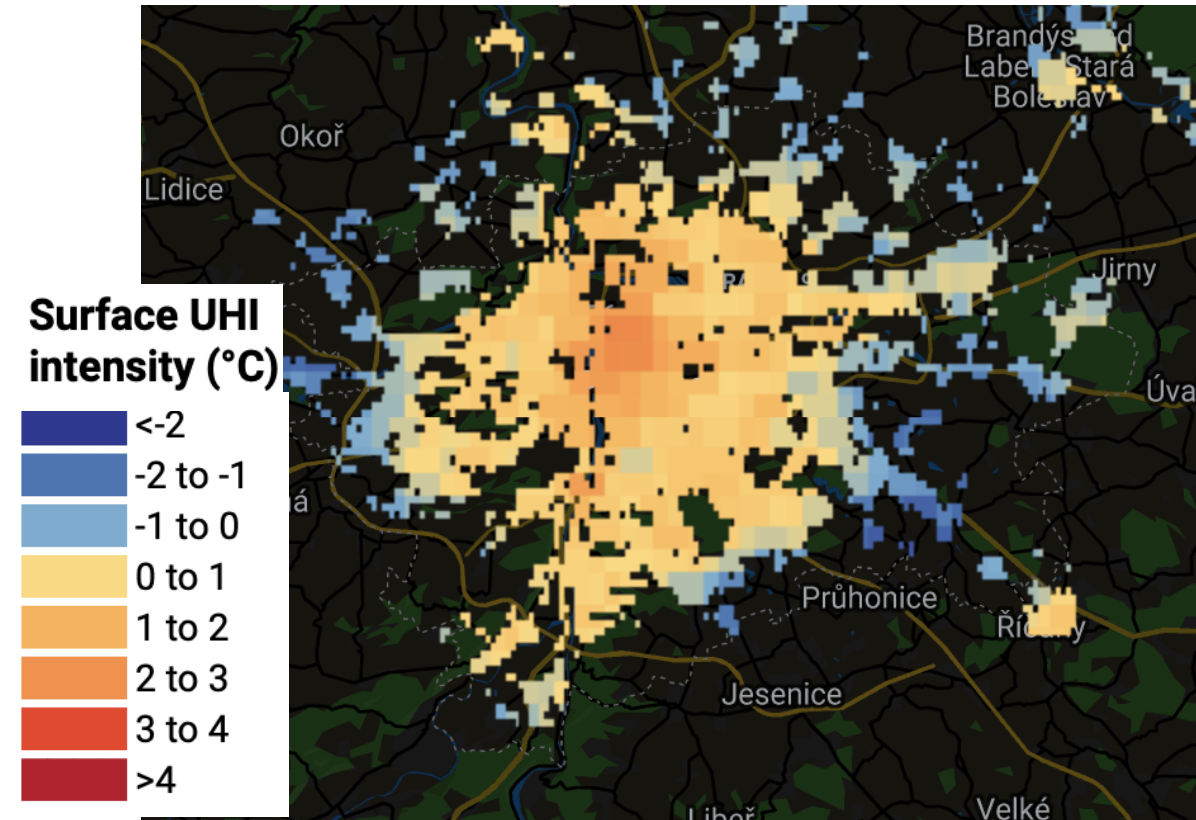 Brandýs nad
Labem-Stará
Boleslav
Okoř
Lidice
Jirny
Surface UHI
intensity (°C)
Úva
<-2
-2 to -1
-1 to 0
á
0 to 1
Průhonice
1 to 2
Říčany
2 to 3
Jesenice
3 to 4
>4
Velké